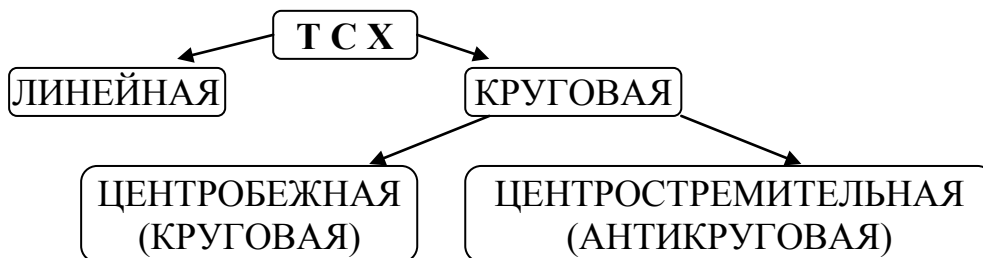 Т С Х
ЛИНЕЙНАЯ
КРУГОВАЯ
ЦЕНТРОБЕЖНАЯ
(КРУГОВАЯ)
ЦЕНТРОСТРЕМИТЕЛЬНАЯ
(АНТИКРУГОВАЯ)